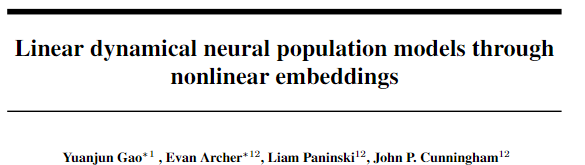 Linear dynamical neural population models through
nonlinear embeddings
Yuanjun Gao*1 , Evan Archer*12, Liam Paninski12, John P. Cunningham12